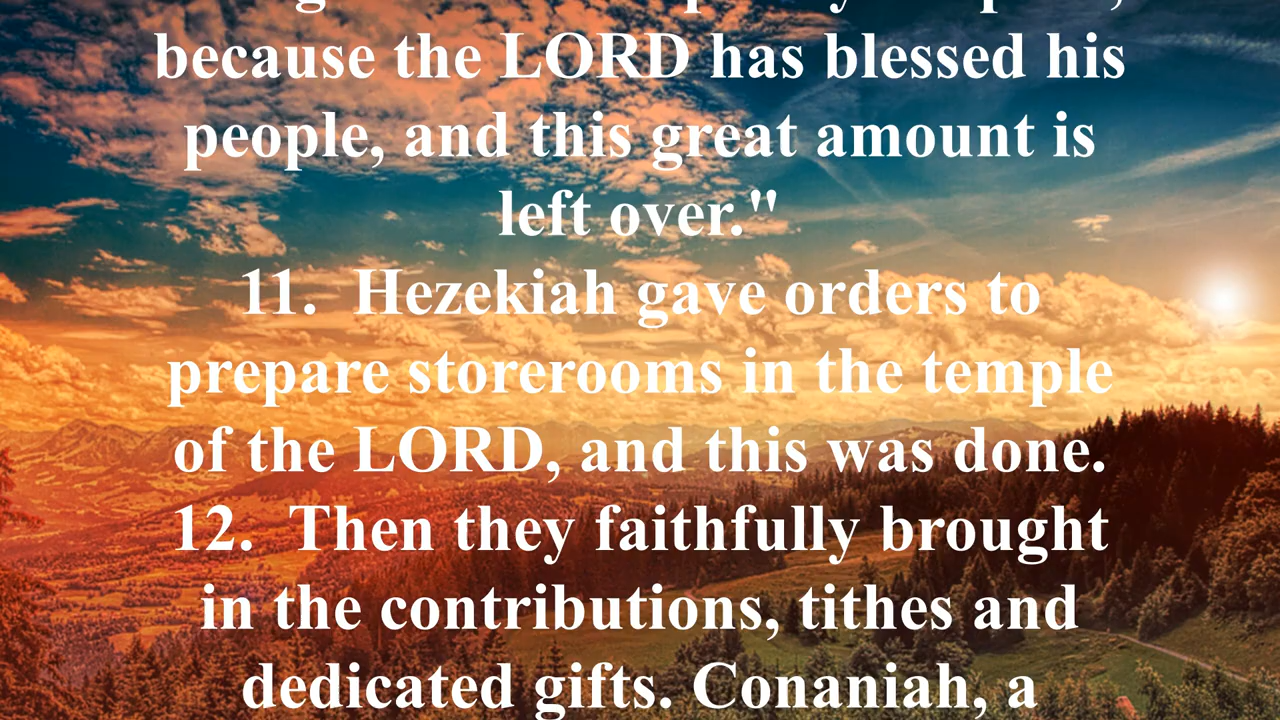 because the LORD has blessed his
people, and this great amount is
left over."
11. Hezekiah gave orders to
prepare storerooms in the temple
of the LORD, and this was done.
12. Then they faithfully brought
in the contributions, tithes and
dedicated gifts. Conaniah, a